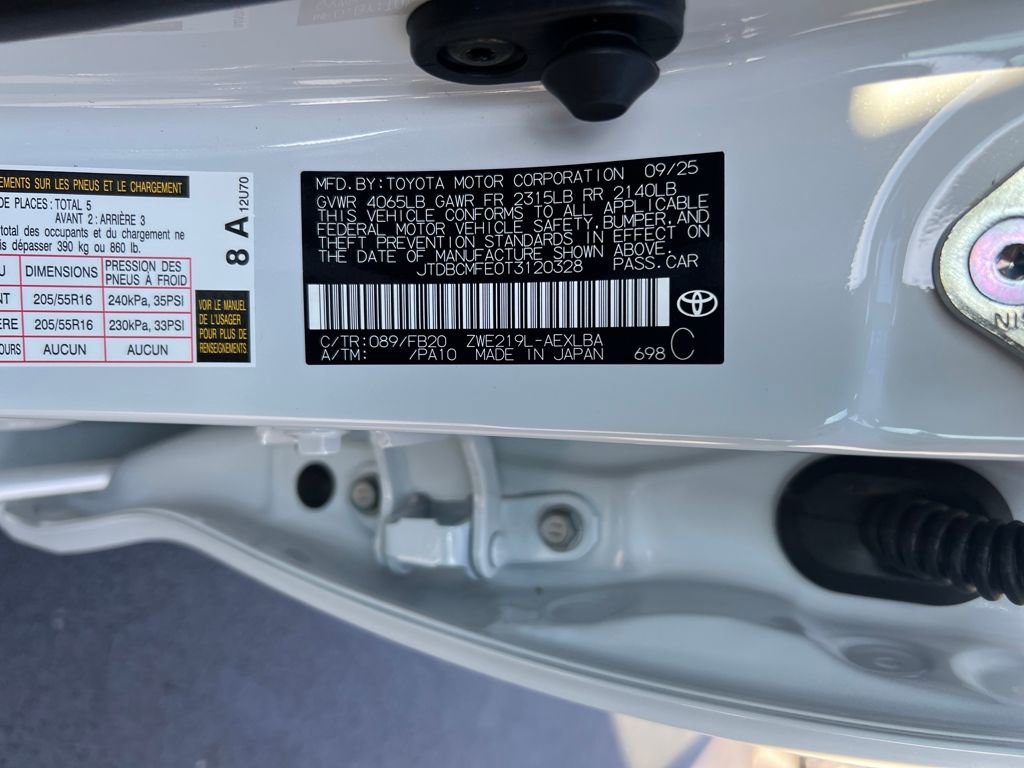 EMENTS SUR LES PNEUS ET LE CHARGEMENT
DE PLACES: TOTAL 5
AVANT 2: ARRIÈRE 3
total des occupants et du chargement ne
is dépasser 390 kg ou 860 lb.
U DIMENSIONS PRESSION DES PNEUS À FROID
NT 205/55R16 240kPa, 35PSI
ÈRE 205/55R16 230kPa, 33PSI
OURS AUCUN AUCUN
VOIR LE MANUEL
DE L'USAGER
POUR PLUS DE
RENSEIGNEMENTS
8 A 12U70
MFD. BY: TOYOTA MOTOR CORPORATION 09/25
GVWR 4065LB GAWR FR 2315LB RR 2140LB
THIS VEHICLE CONFORMS TO ALL APPLICABLE
FEDERAL MOTOR VEHICLE SAFETY, BUMPER, AND
THEFT PREVENTION STANDARDS IN EFFECT ON
THE DATE OF MANUFACTURE SHOWN ABOVE.
JTDBCMFE0T3120328 PASS. CAR
C/TR: 089/FB20 ZWE219L-AEXLBA
A/TM: /PA10 MADE IN JAPAN 698 C
NIS